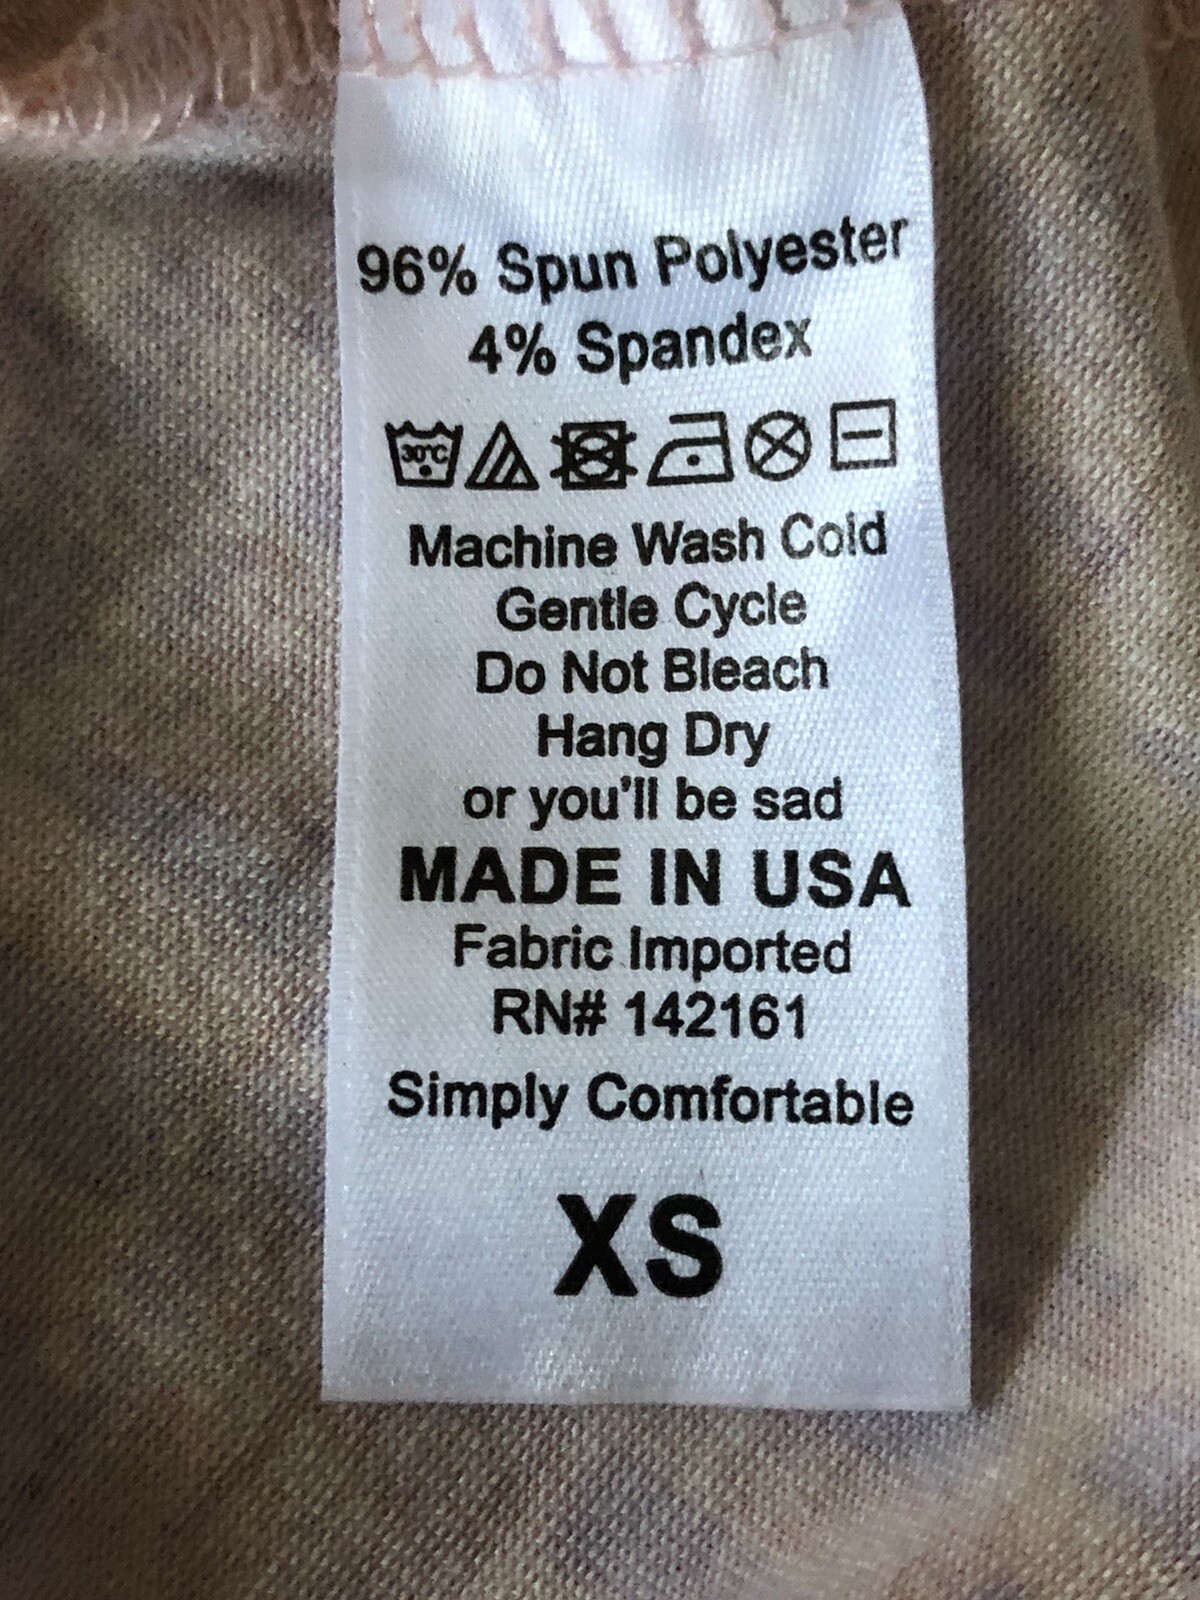 96% Spun Polyester
4% Spandex
30°C
Machine Wash Cold
Gentle Cycle
Do Not Bleach
Hang Dry
or you'll be sad
MADE IN USA
Fabric Imported
RN# 142161
Simply Comfortable
XS